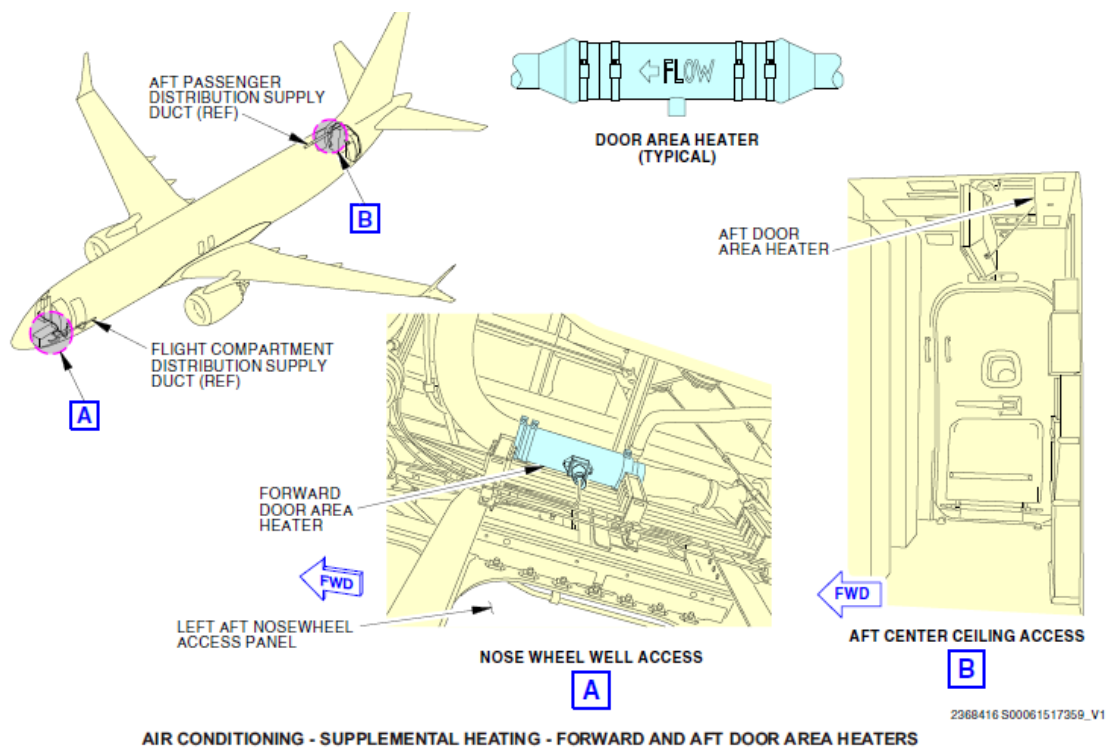 AFT PASSENGER
DISTRIBUTION SUPPLY
DUCT (REF)
FLOW
DOOR AREA HEATER
(TYPICAL)
B
AFT DOOR
AREA HEATER
FLIGHT COMPARTMENT
DISTRIBUTION SUPPLY
DUCT (REF)
A
FORWARD
DOOR AREA
HEATER
FWD
LEFT AFT NOSEWHEEL
ACCESS PANEL
NOSE WHEEL WELL ACCESS
A
FWD
AFT CENTER CEILING ACCESS
B
2368416 S00061517359_V1
AIR CONDITIONING - SUPPLEMENTAL HEATING - FORWARD AND AFT DOOR AREA HEATERS